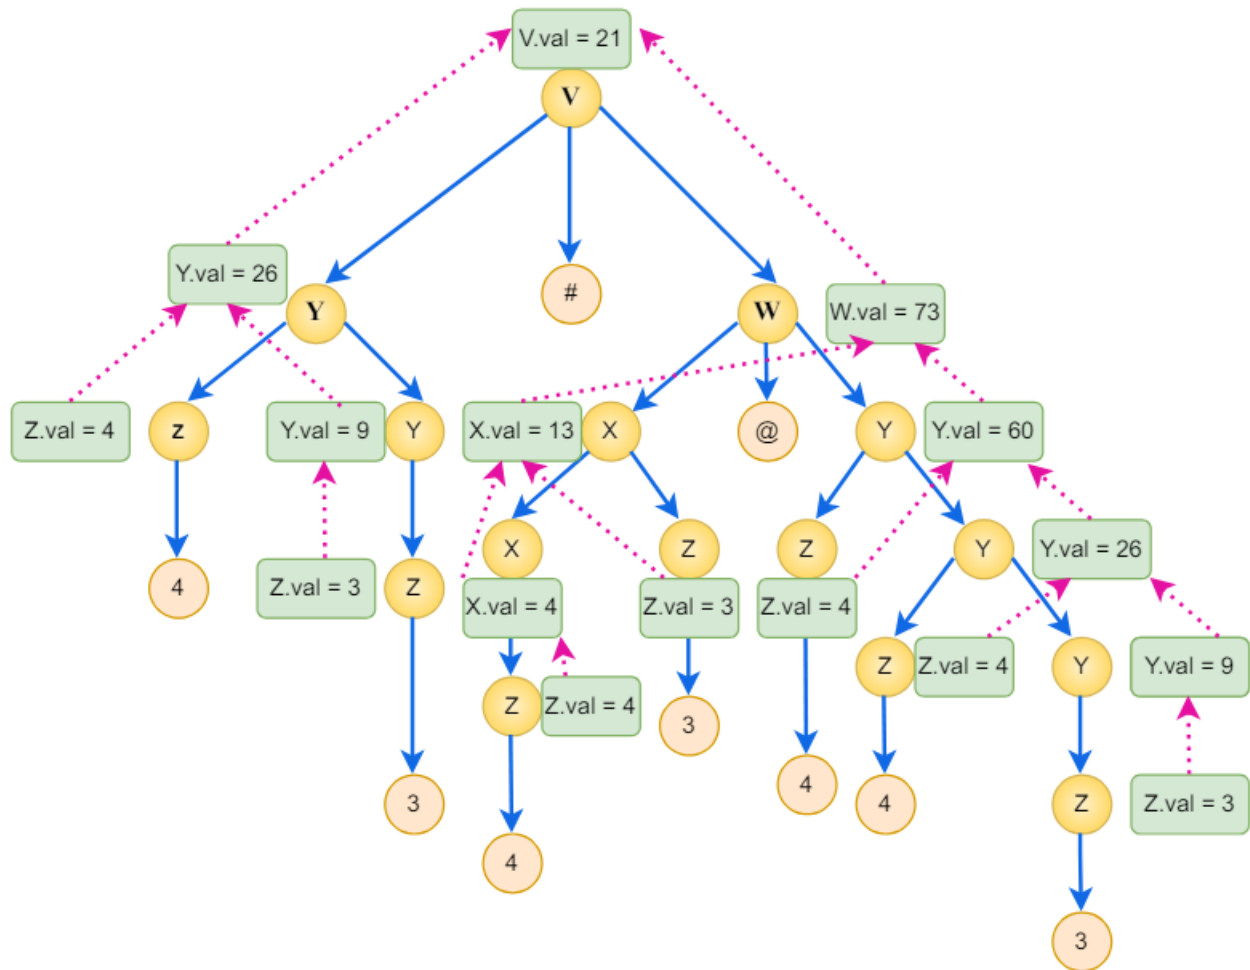 V.val = 21
V
Y.val = 26
#
Y
W
W.val = 73
Z.val = 4
z
Y.val = 9
Y
X.val = 13
X
@
Y
Y.val = 60
X
Z
Z
Y
Y.val = 26
4
Z.val = 3
Z
X.val = 4
Z.val = 3
Z.val = 4
Z
Z.val = 4
Y
Y.val = 9
Z
Z.val = 4
3
4
3
4
Z
Z.val = 3
4
3